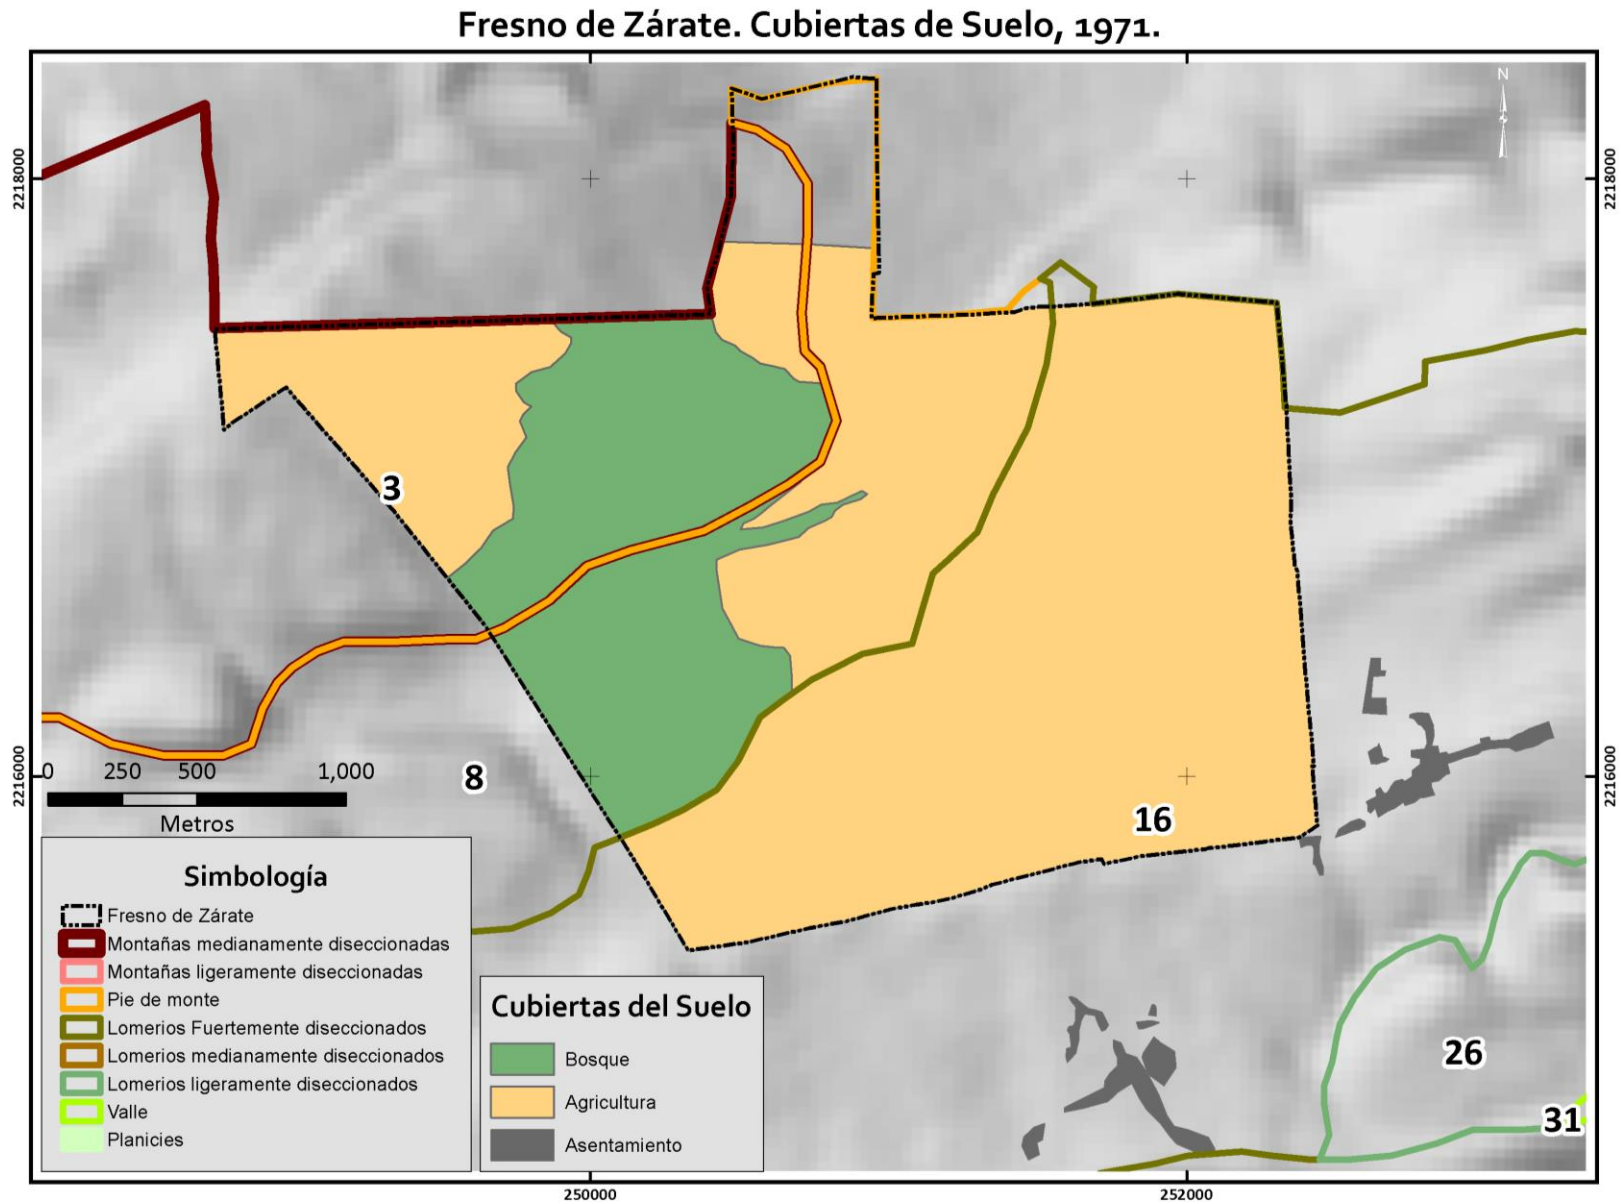 Fresno de Zárate. Cubiertas de Suelo, 1971.
N
2218000
2218000
3
2216000
2216000
0 250 500 1,000
Metros
8
16
Simbología
Fresno de Zárate
Montañas medianamente diseccionadas
Montañas ligeramente diseccionadas
Pie de monte
Lomerios Fuertemente diseccionados
Lomerios medianamente diseccionados
Lomerios ligeramente diseccionados
Valle
Planicies
Cubiertas del Suelo
Bosque
Agricultura
Asentamiento
26
31
250000
252000